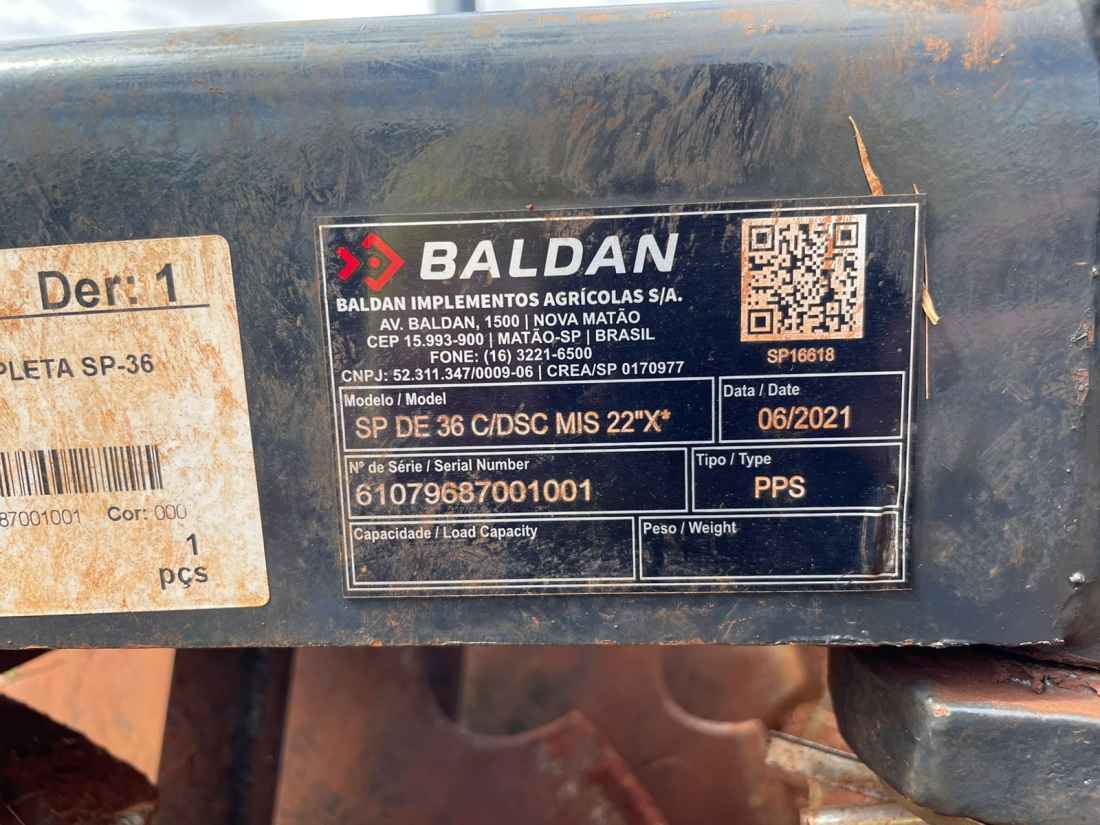 Der: 1
PLETA SP-36
87001001 Cor: 000
1
pçs
BALDAN
BALDAN IMPLEMENTOS AGRÍCOLAS S/A.
AV. BALDAN, 1500 | NOVA MATÃO
CEP 15.993-900 | MATÃO-SP | BRASIL
FONE: (16) 3221-6500
CNPJ: 52.311.347/0009-06 | CREA/SP 0170977
SP16618
Modelo / Model
SP DE 36 C/DSC MIS 22"X*
Data / Date
06/2021
Nº de Série / Serial Number
61079687001001
Tipo / Type
PPS
Capacidade / Load Capacity
Peso / Weight